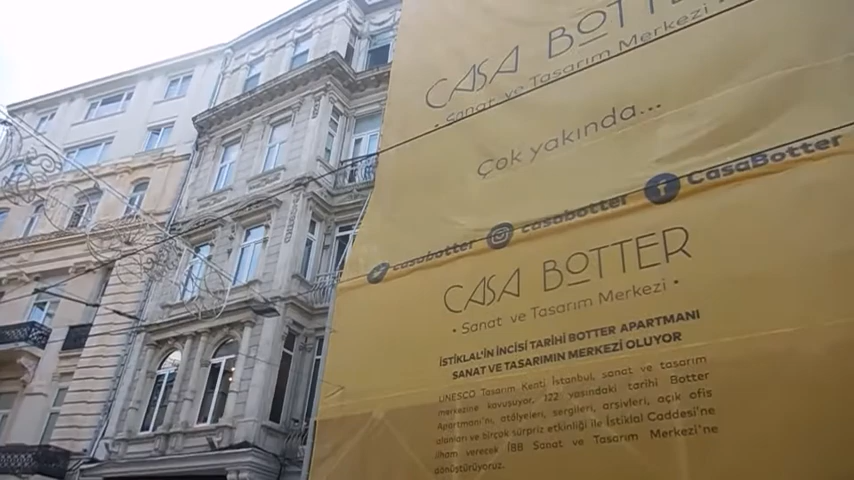 CASA BOTTER
Sanat ve Tasarım Merkezi
Çok yakında...
casabotter casabotter CasaBotter
CASA BOTTER
• Sanat ve Tasarım Merkezi •
İSTİKLAL'İN İNCİSİ TARİHİ BOTTER APARTMANI
SANAT VE TASARIM MERKEZİ OLUYOR
UNESCO Tasarım Kenti İstanbul, sanat ve tasarım
merkezine kavuşuyor. 122 yaşındaki tarihi BOTTER
Apartmanı'nı, atölyeleri, sergileri, arşivleri, açık ofis
alanları ve birçok sürpriz etkinliği ile İstiklal Caddesi'ne
ilham verecek İBB Sanat ve Tasarım Merkezi'ne
dönüştürüyoruz.